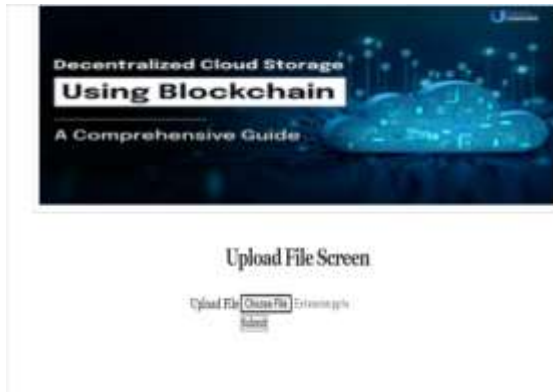 Decentralized Cloud Storage
Using Blockchain
A Comprehensive Guide
Upload File Screen
Upload File Choose File
Submit